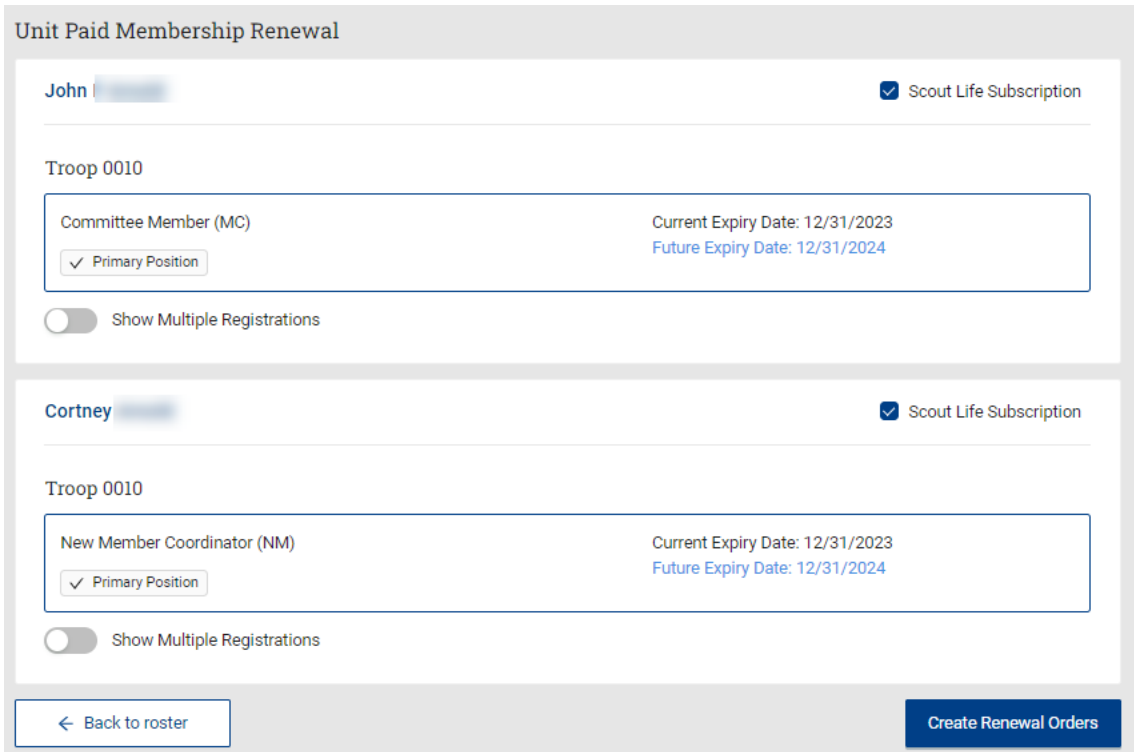 Unit Paid Membership Renewal
John
Scout Life Subscription
Troop 0010
Committee Member (MC)
Current Expiry Date: 12/31/2023
Primary Position
Future Expiry Date: 12/31/2024
Show Multiple Registrations
Cortney
Scout Life Subscription
Troop 0010
New Member Coordinator (NM)
Current Expiry Date: 12/31/2023
Primary Position
Future Expiry Date: 12/31/2024
Show Multiple Registrations
Back to roster
Create Renewal Orders